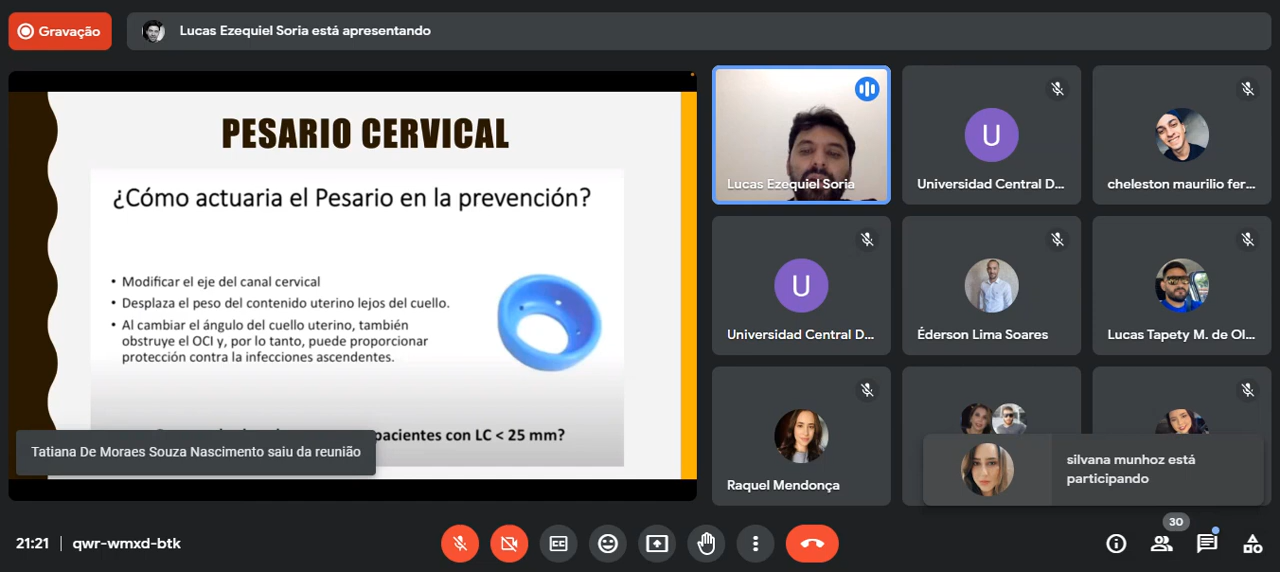 Gravação
Lucas Ezequiel Soria está apresentando
PESARIO CERVICAL
¿Cómo actuaria el Pesario en la prevención?
• Modificar el eje del canal cervical
• Desplaza el peso del contenido uterino lejos del cuello.
• Al cambiar el ángulo del cuello uterino, también
obstruye el OCI y, por lo tanto, puede proporcionar
protección contra la infecciones ascendentes.
pacientes con LC < 25 mm?
Tatiana De Moraes Souza Nascimento saiu da reunião
Lucas Ezequiel Soria
U
Universidad Central D...
cheleston maurilio fer...
U
Universidad Central D...
Éderson Lima Soares
Lucas Tapety M. de Ol...
Raquel Mendonça
silvana munhoz está
participando
21:21 | qwr-wmxd-btk
30